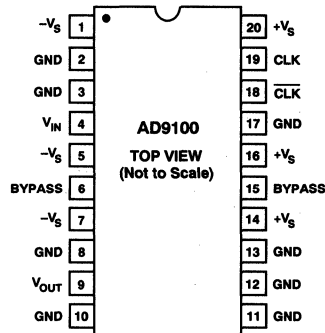 –VS 1 20 +VS
GND 2 19 CLK
GND 3 18 CLK
VIN 4 17 GND
AD9100
–VS 5 TOP VIEW 16 +VS
(Not to Scale)
BYPASS 6 15 BYPASS
–VS 7 14 +VS
GND 8 13 GND
VOUT 9 12 GND
GND 10 11 GND